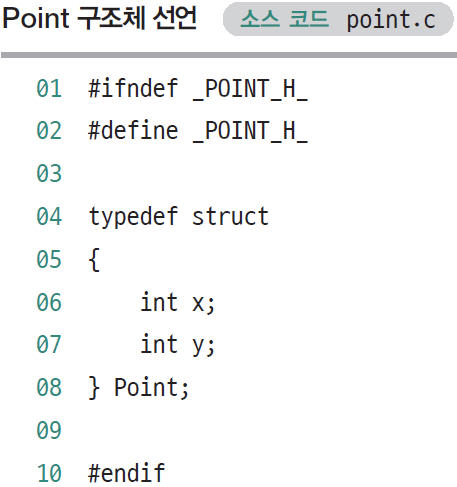 Point 구조체 선언 소스 코드 point.c
01 #ifndef _POINT_H_
02 #define _POINT_H_
03
04 typedef struct
05 {
06     int x;
07     int y;
08 } Point;
09
10 #endif